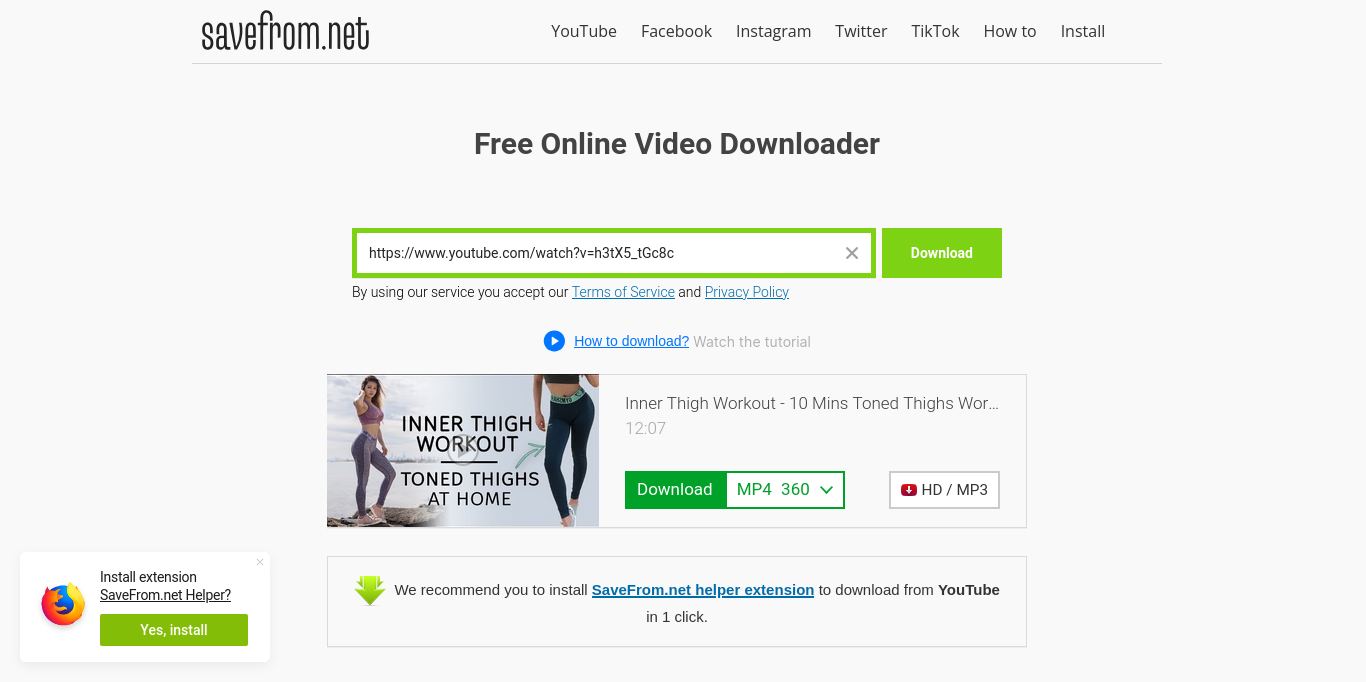 savefrom.net
YouTube Facebook Instagram Twitter TikTok How to Install
Free Online Video Downloader
https://www.youtube.com/watch?v=h3tX5_tGc8c
Download
By using our service you accept our Terms of Service and Privacy Policy
How to download? Watch the tutorial
INNER THIGH
WORKOUT
TONED THIGHS
AT HOME
Inner Thigh Workout - 10 Mins Toned Thighs Wor...
12:07
Download MP4 360
HD / MP3
We recommend you to install SaveFrom.net helper extension to download from YouTube
in 1 click.
Install extension
SaveFrom.net Helper?
Yes, install